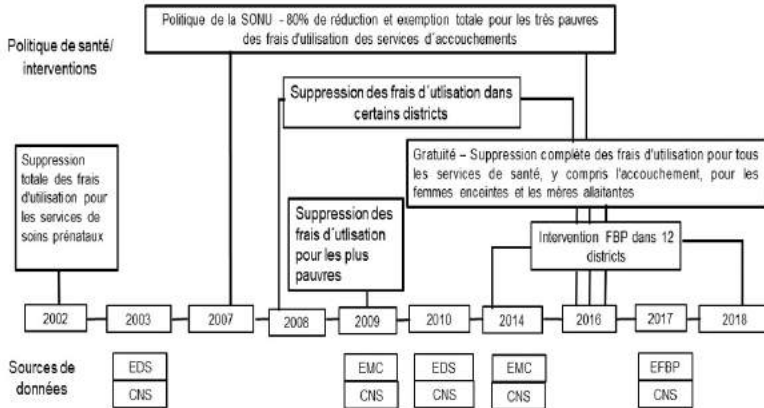 Politique de santé/
interventions
Politique de la SONU - 80% de réduction et exemption totale pour les très pauvres
des frais d'utilisation des services d´accouchements
Suppression des frais d´utlisation dans
certains districts
Suppression
totale des frais
d'utilisation pour
les services de
soins prénataux
Gratuité – Suppression complète des frais d'utilisation pour tous
les services de santé, y compris l'accouchement, pour les
femmes enceintes et les mères allaitantes
Suppression des
frais d´utlisation
pour les plus
pauvres
Intervention FBP dans 12
districts
2002 2003 2007 2008 2009 2010 2014 2016 2017 2018
Sources de
données
EDS EMC EDS EMC EFBP
CNS CNS CNS CNS CNS